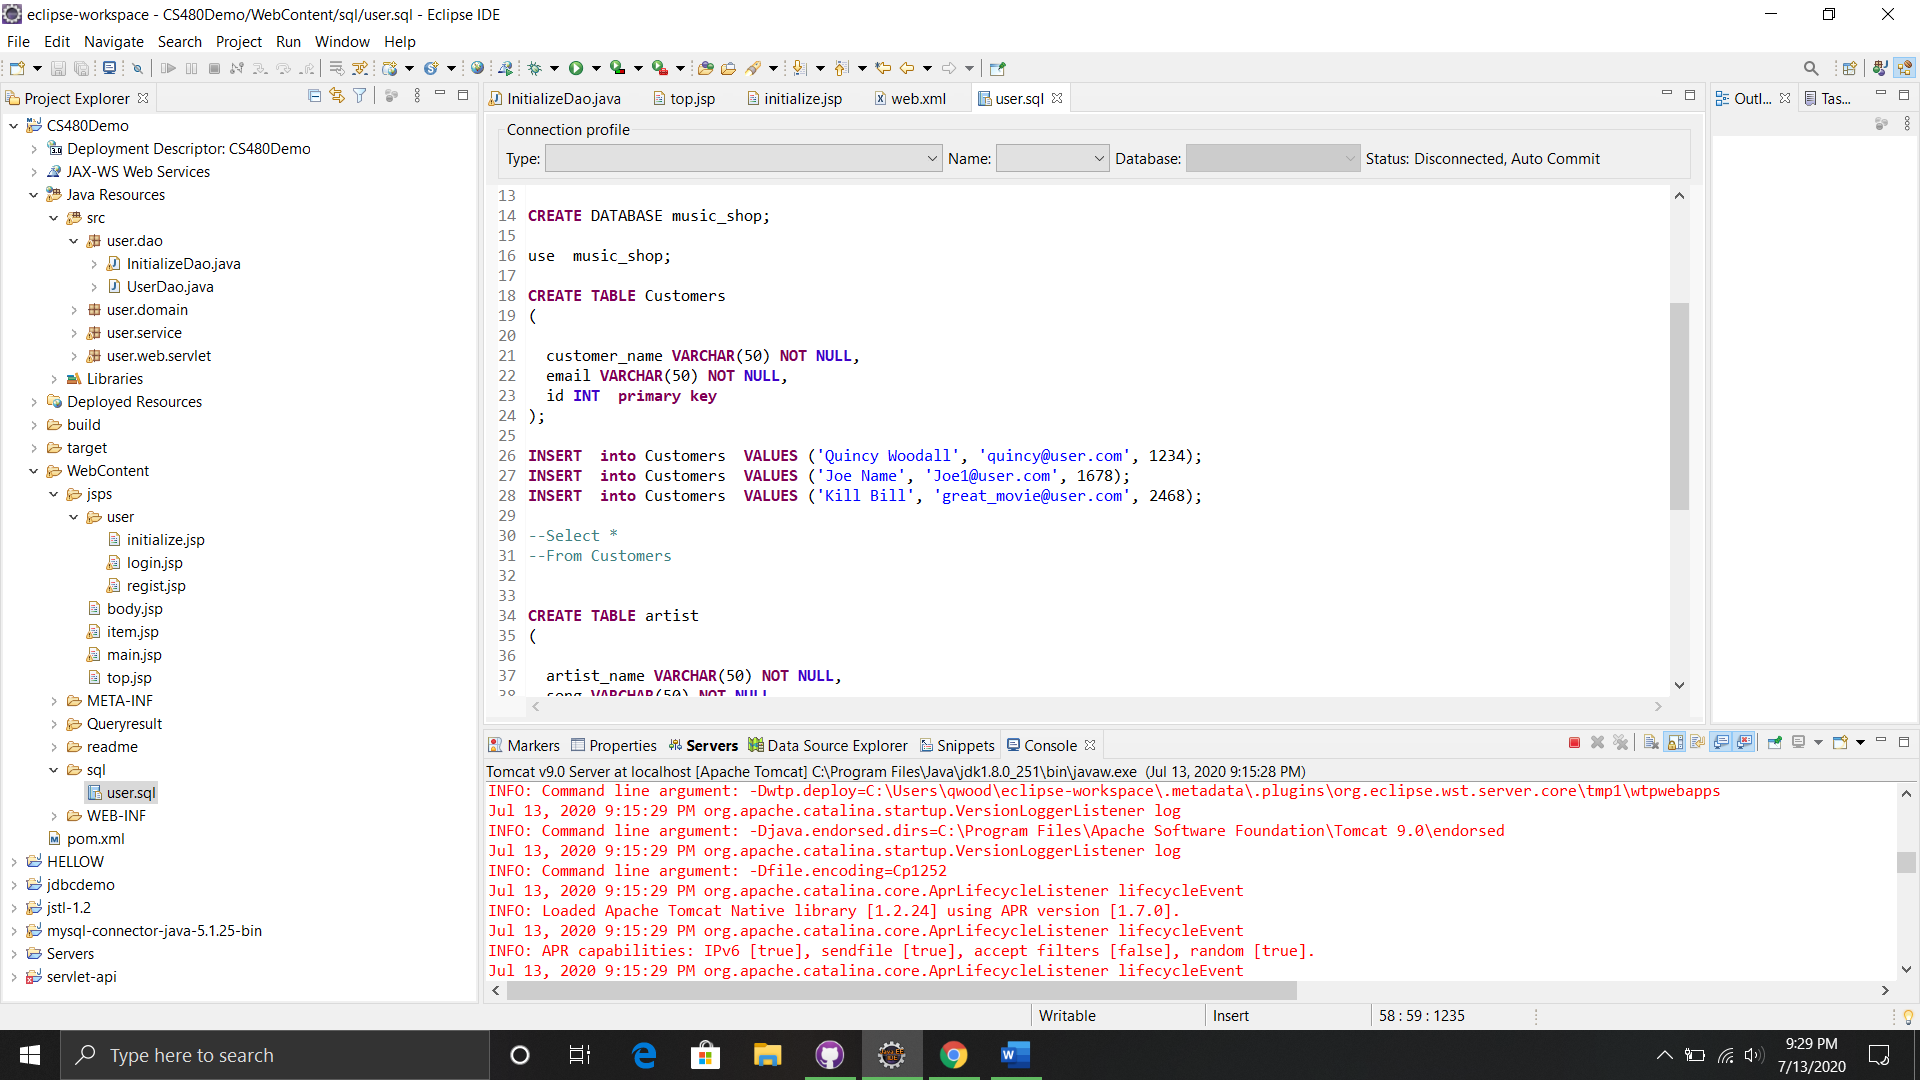 eclipse-workspace - CS480Demo/WebContent/sql/user.sql - Eclipse IDE
File Edit Navigate Search Project Run Window Help
Project Explorer
CS480Demo
Deployment Descriptor: CS480Demo
JAX-WS Web Services
Java Resources
src
user.dao
InitializeDao.java
UserDao.java
user.domain
user.service
user.web.servlet
Libraries
Deployed Resources
build
target
WebContent
jsps
user
initialize.jsp
login.jsp
regist.jsp
body.jsp
item.jsp
main.jsp
top.jsp
META-INF
Queryresult
readme
sql
user.sql
WEB-INF
pom.xml
HELLOW
jdbcdemo
jstl-1.2
mysql-connector-java-5.1.25-bin
Servers
servlet-api
InitializeDao.java top.jsp initialize.jsp web.xml user.sql
Connection profile
Type: Name: Database: Status: Disconnected, Auto Commit
13
14 CREATE DATABASE music_shop;
15
16 use  music_shop;
17
18 CREATE TABLE Customers
19 (
20
21   customer_name VARCHAR(50) NOT NULL,
22   email VARCHAR(50) NOT NULL,
23   id INT  primary key
24 );
25
26 INSERT  into Customers  VALUES ('Quincy Woodall', 'quincy@user.com', 1234);
27 INSERT  into Customers  VALUES ('Joe Name', 'Joe1@user.com', 1678);
28 INSERT  into Customers  VALUES ('Kill Bill', 'great_movie@user.com', 2468);
29
30 --Select *
31 --From Customers
32
33
34 CREATE TABLE artist
35 (
36
37   artist_name VARCHAR(50) NOT NULL,
38   song VARCHAR(50) NOT NULL
Outl... Tas...
Markers Properties Servers Data Source Explorer Snippets Console
Tomcat v9.0 Server at localhost [Apache Tomcat] C:\Program Files\Java\jdk1.8.0_251\bin\javaw.exe  (Jul 13, 2020 9:15:28 PM)
INFO: Command line argument: -Dwtp.deploy=C:\Users\qwood\eclipse-workspace\.metadata\.plugins\org.eclipse.wst.server.core\tmp1\wtpwebapps
Jul 13, 2020 9:15:29 PM org.apache.catalina.startup.VersionLoggerListener log
INFO: Command line argument: -Djava.endorsed.dirs=C:\Program Files\Apache Software Foundation\Tomcat 9.0\endorsed
Jul 13, 2020 9:15:29 PM org.apache.catalina.startup.VersionLoggerListener log
INFO: Command line argument: -Dfile.encoding=Cp1252
Jul 13, 2020 9:15:29 PM org.apache.catalina.core.AprLifecycleListener lifecycleEvent
INFO: Loaded Apache Tomcat Native library [1.2.24] using APR version [1.7.0].
Jul 13, 2020 9:15:29 PM org.apache.catalina.core.AprLifecycleListener lifecycleEvent
INFO: APR capabilities: IPv6 [true], sendfile [true], accept filters [false], random [true].
Jul 13, 2020 9:15:29 PM org.apache.catalina.core.AprLifecycleListener lifecycleEvent
Writable Insert 58 : 59 : 1235
Type here to search
9:29 PM
7/13/2020